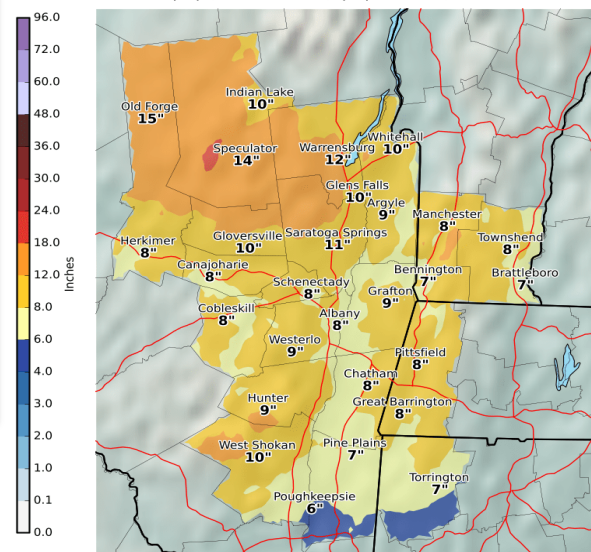 96.0
72.0
60.0
48.0
36.0
30.0
24.0
18.0
12.0
8.0
6.0
4.0
3.0
2.0
1.0
0.1
0.0
Inches
Old Forge
15"
Indian Lake
10"
Speculator
14"
Warrensburg
12"
Whitehall
10"
Glens Falls
10"
Argyle
9"
Manchester
8"
Herkimer
8"
Gloversville
10"
Saratoga Springs
11"
Townshend
8"
Canajoharie
8"
Schenectady
8"
Bennington
7"
Brattleboro
7"
Grafton
9"
Cobleskill
8"
Albany
8"
Westerlo
9"
Pittsfield
8"
Chatham
8"
Hunter
9"
Great Barrington
8"
West Shokan
10"
Pine Plains
7"
Torrington
7"
Poughkeepsie
6"